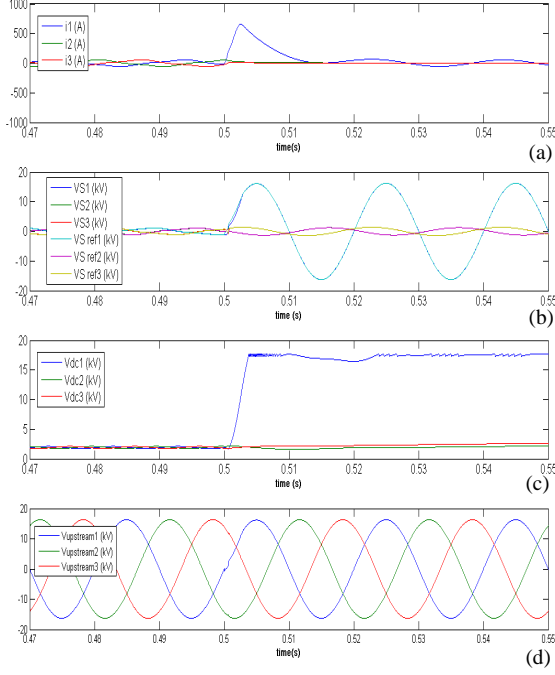 1000
500
0
-500
-1000
i1 (A)
i2 (A)
i3 (A)
0.47 0.48 0.49 0.5 0.51 0.52 0.53 0.54 0.55
time(s)
(a)
20
10
0
-10
-20
VS1 (kV)
VS2 (kV)
VS3 (kV)
VS ref1 (kV)
VS ref2 (kV)
VS ref3 (kV)
0.47 0.48 0.49 0.5 0.51 0.52 0.53 0.54 0.55
time (s)
(b)
20
15
10
5
0
Vdc1 (kV)
Vdc2 (kV)
Vdc3 (kV)
0.47 0.48 0.49 0.5 0.51 0.52 0.53 0.54 0.55
time (s)
(c)
20
10
0
-10
-20
Vupstream1 (kV)
Vupstream2 (kV)
Vupstream3 (kV)
0.47 0.48 0.49 0.5 0.51 0.52 0.53 0.54 0.55
time(s)
(d)